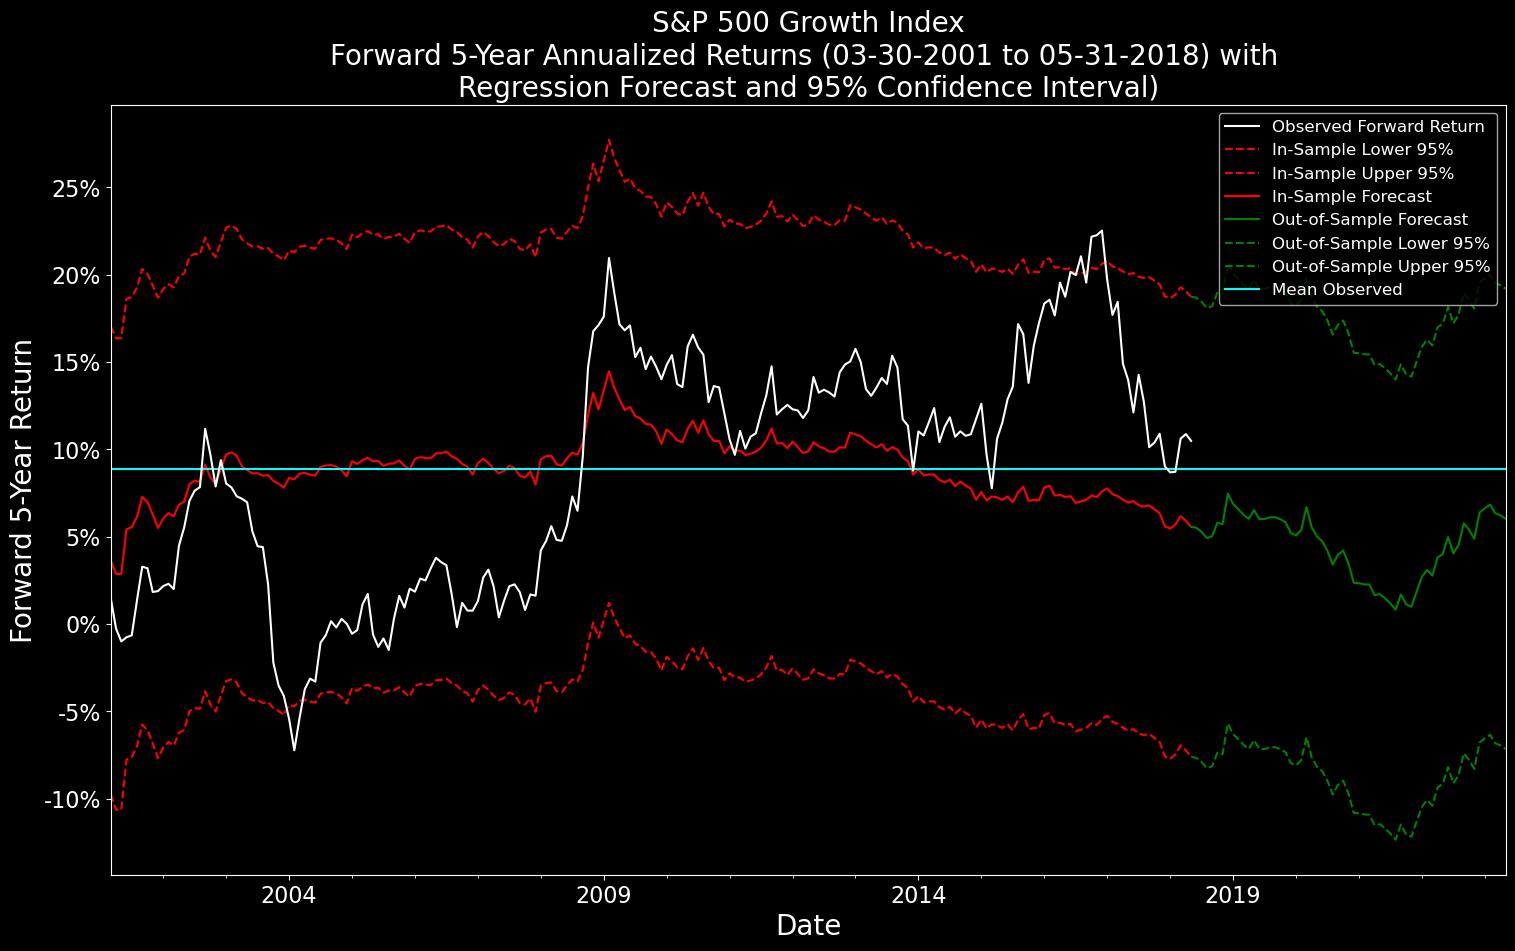 S&P 500 Growth Index
Forward 5-Year Annualized Returns (03-30-2001 to 05-31-2018) with
Regression Forecast and 95% Confidence Interval)
Observed Forward Return
In-Sample Lower 95%
In-Sample Upper 95%
In-Sample Forecast
Out-of-Sample Forecast
Out-of-Sample Lower 95%
Out-of-Sample Upper 95%
Mean Observed
Forward 5-Year Return
25%
20%
15%
10%
5%
0%
-5%
-10%
2004
2009
2014
2019
Date